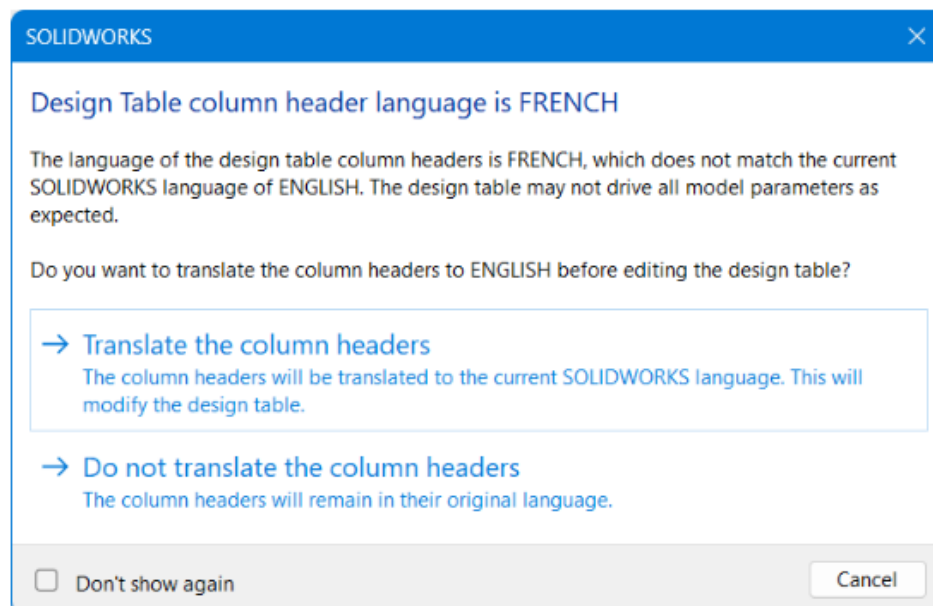 SOLIDWORKS
Design Table column header language is FRENCH
The language of the design table column headers is FRENCH, which does not match the current
SOLIDWORKS language of ENGLISH. The design table may not drive all model parameters as
expected.
Do you want to translate the column headers to ENGLISH before editing the design table?
→ Translate the column headers
The column headers will be translated to the current SOLIDWORKS language. This will
modify the design table.
→ Do not translate the column headers
The column headers will remain in their original language.
Don't show again
Cancel